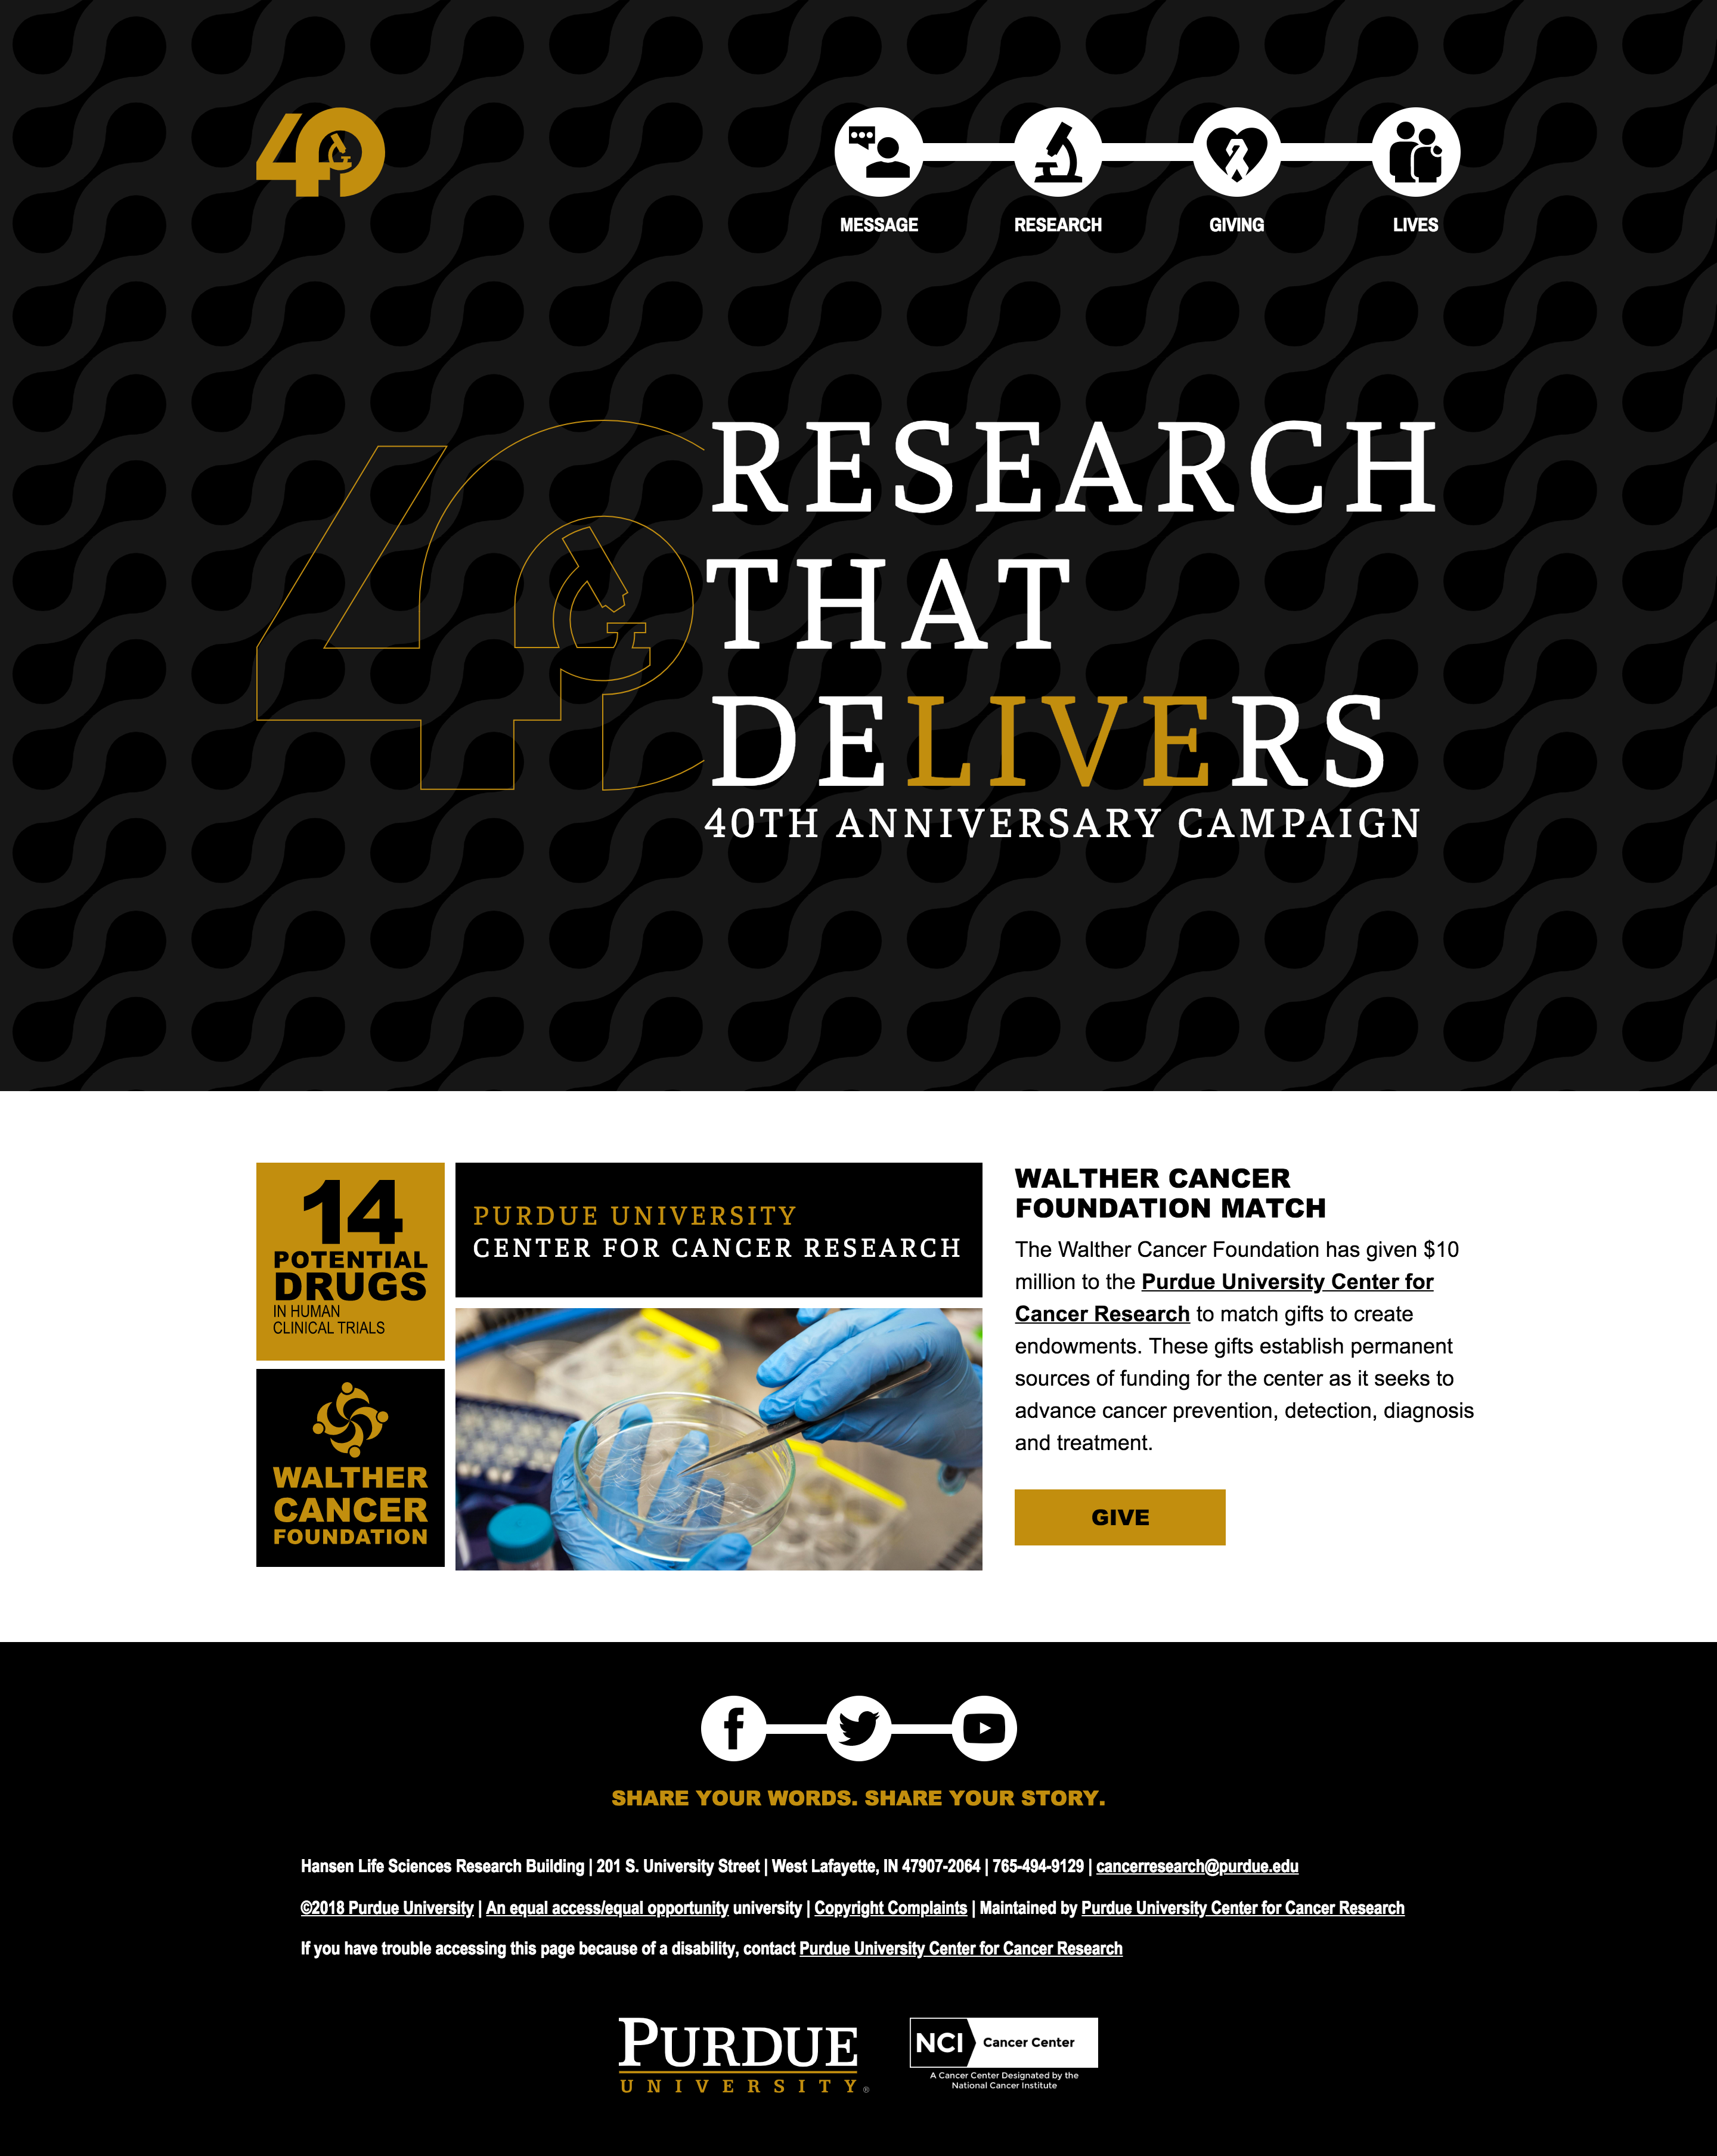 40
MESSAGE
RESEARCH
GIVING
LIVES
40
RESEARCH
THAT
DELIVERS
40TH ANNIVERSARY CAMPAIGN
14
POTENTIAL
DRUGS
IN HUMAN
CLINICAL TRIALS
WALTHER
CANCER
FOUNDATION
PURDUE UNIVERSITY
CENTER FOR CANCER RESEARCH
WALTHER CANCER
FOUNDATION MATCH
The Walther Cancer Foundation has given $10
million to the Purdue University Center for
Cancer Research to match gifts to create
endowments. These gifts establish permanent
sources of funding for the center as it seeks to
advance cancer prevention, detection, diagnosis
and treatment.
GIVE
SHARE YOUR WORDS. SHARE YOUR STORY.
Hansen Life Sciences Research Building | 201 S. University Street | West Lafayette, IN 47907-2064 | 765-494-9129 | cancerresearch@purdue.edu
©2018 Purdue University | An equal access/equal opportunity university | Copyright Complaints | Maintained by Purdue University Center for Cancer Research
If you have trouble accessing this page because of a disability, contact Purdue University Center for Cancer Research
PURDUE
UNIVERSITY®
NCI Cancer Center
A Cancer Center Designated by the
National Cancer Institute